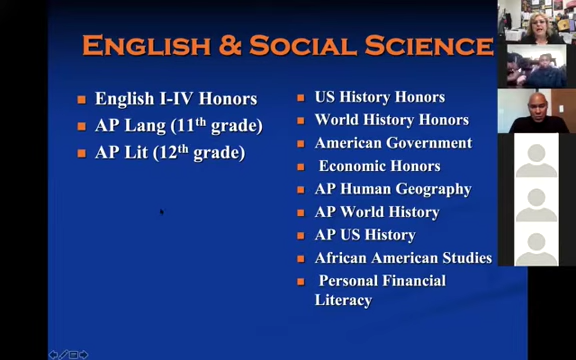 English & Social Science
English I-IV Honors
AP Lang (11th grade)
AP Lit (12th grade)
US History Honors
World History Honors
American Government
Economic Honors
AP Human Geography
AP World History
AP US History
African American Studies
Personal Financial
Literacy